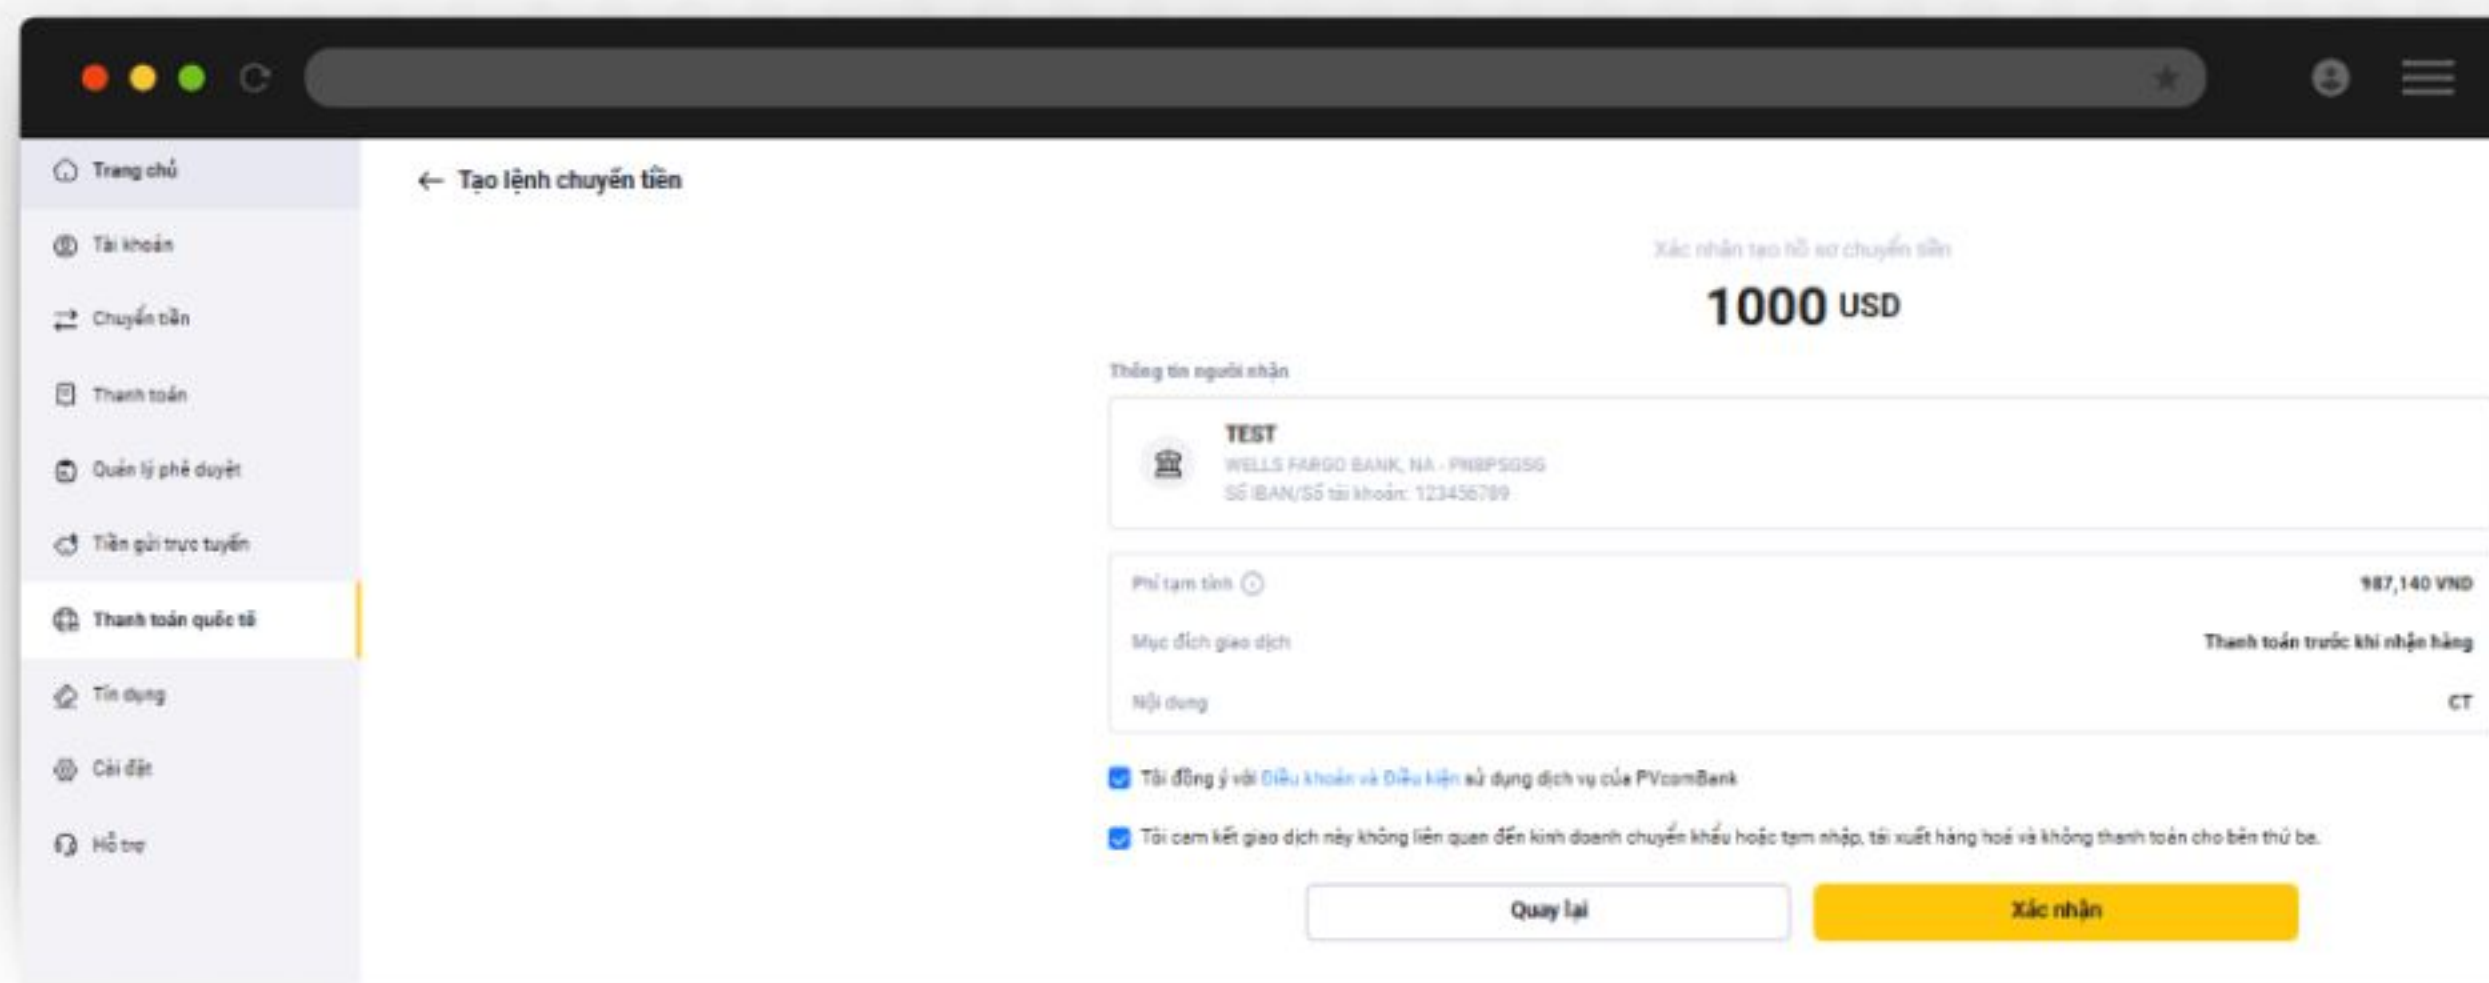 Trang chủ
Tài khoản
Chuyển tiền
Thanh toán
Quản lý phê duyệt
Tiền gửi trực tuyến
Thanh toán quốc tế
Tín dụng
Cài đặt
Hỗ trợ
← Tạo lệnh chuyển tiền
Xác nhận tạo hồ sơ chuyển tiền
1000 USD
Thông tin người nhận
TEST
WELLS FARGO BANK, NA -
Số IBAN/Số tài khoản: 123456789
Phí tạm tính 987,140 VND
Mục đích giao dịch Thanh toán trước khi nhận hàng
Nội dung CT
Tôi đồng ý với Điều khoản và Điều kiện sử dụng dịch vụ của PVcomBank
Tôi cam kết giao dịch này không liên quan đến kinh doanh chuyển khẩu hoặc tạm nhập, tái xuất hàng hoá và không thanh toán cho bên thứ ba.
Quay lại Xác nhận